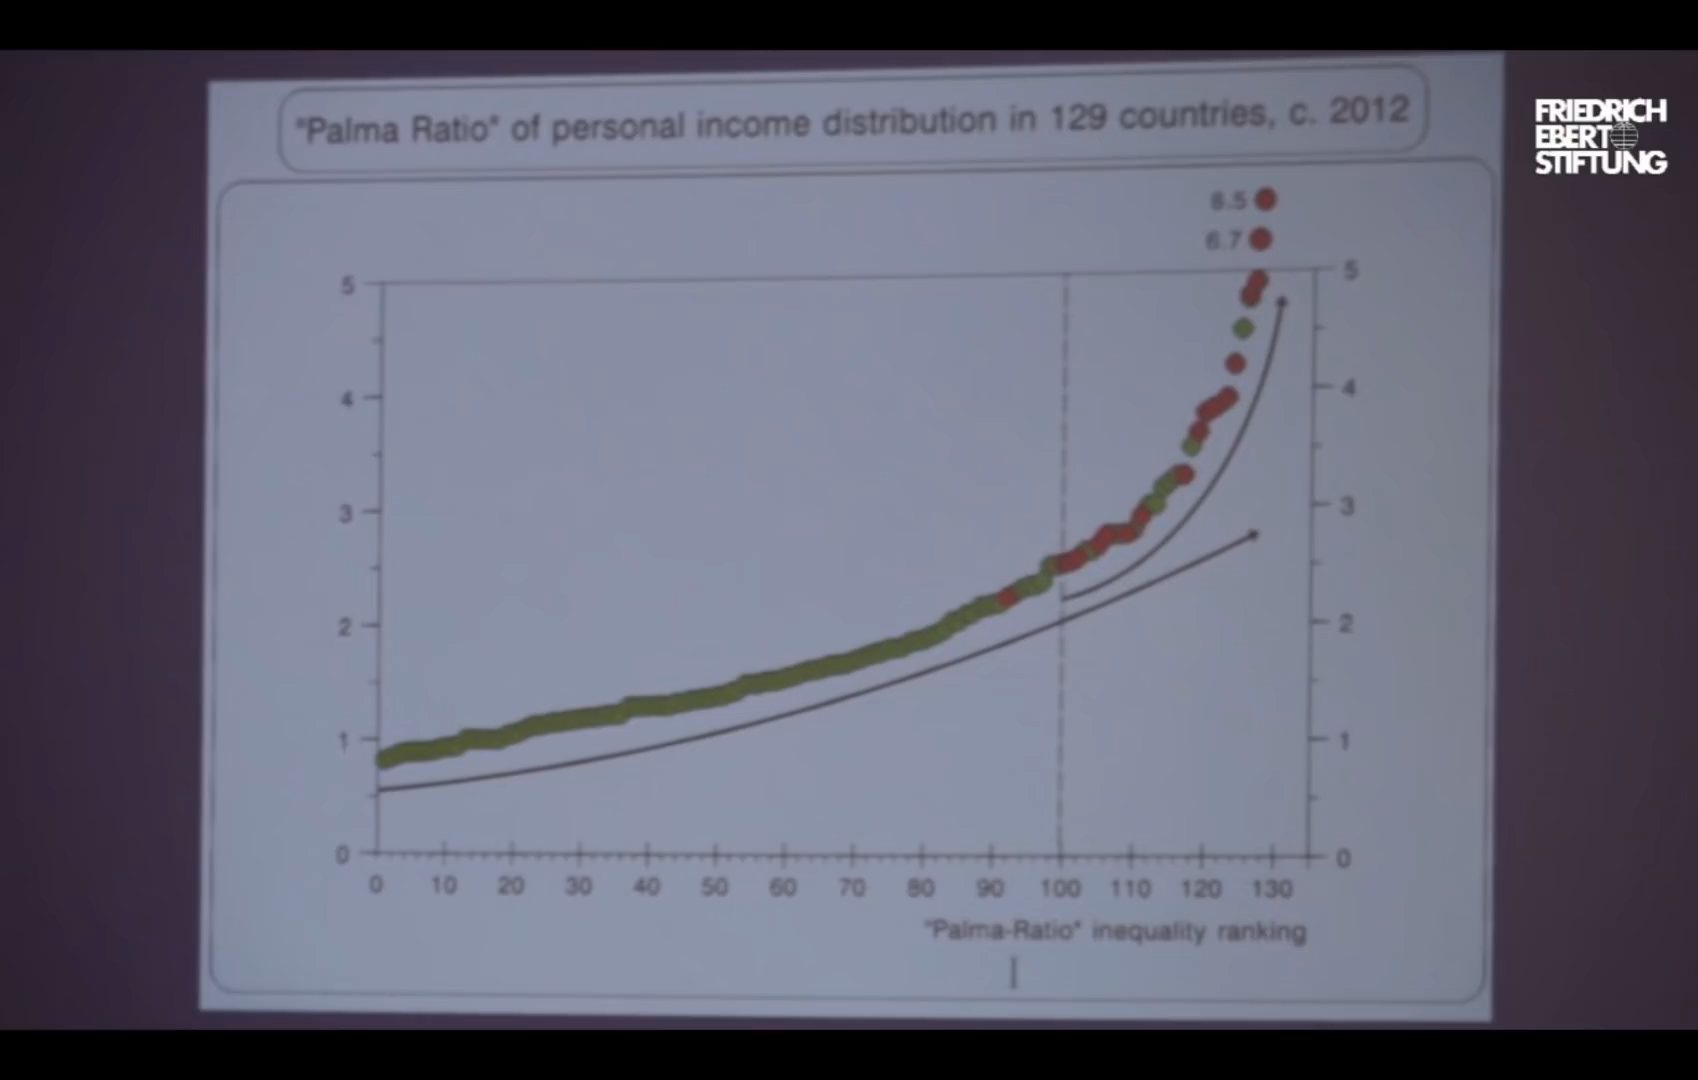 "Palma Ratio" of personal income distribution in 129 countries, c. 2012
FRIEDRICH
EBERT
STIFTUNG
8.5
6.7
5
5
4
4
3
3
2
2
1
1
0
0
0 10 20 30 40 50 60 70 80 90 100 110 120 130
"Palma-Ratio" inequality ranking